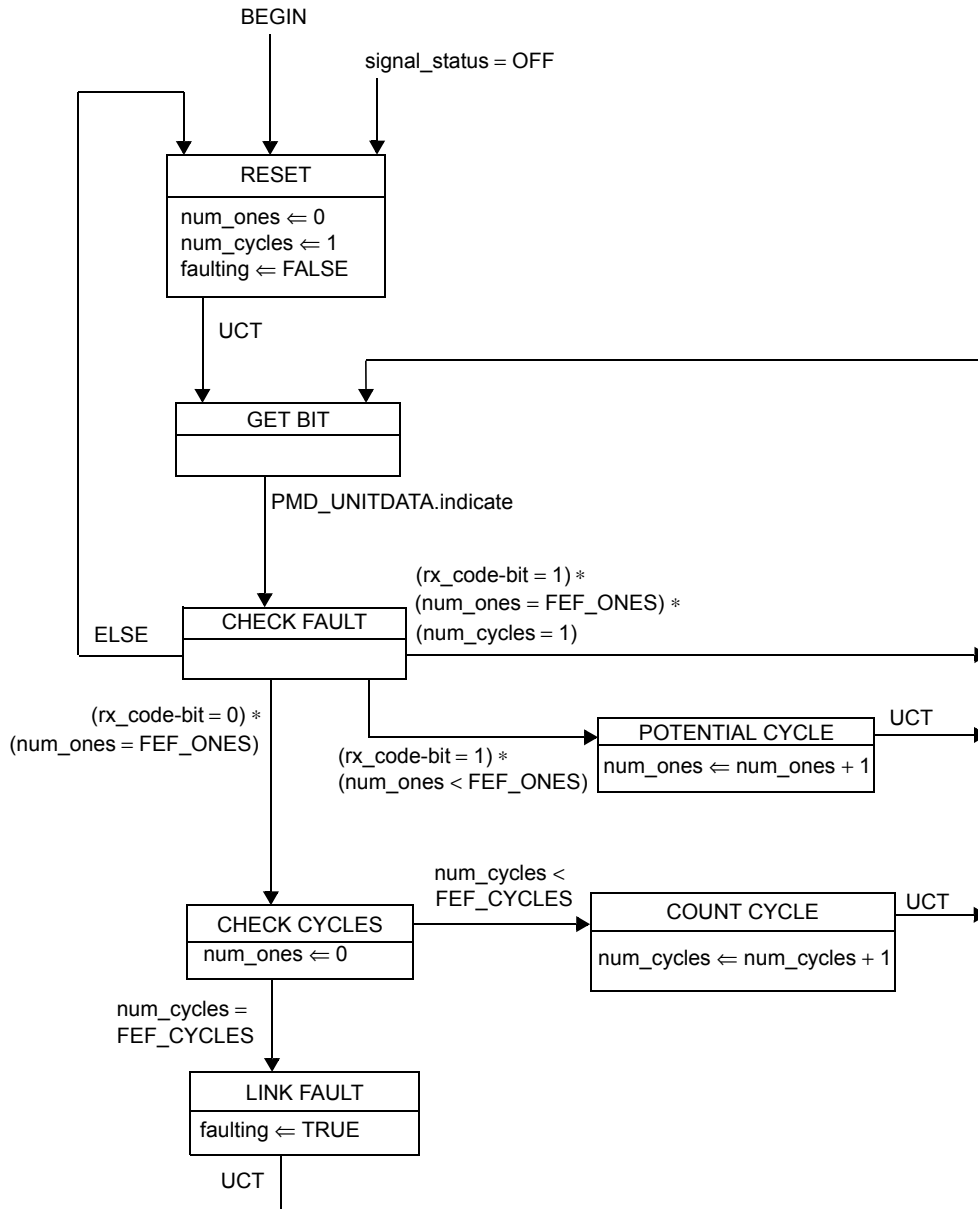 BEGIN
signal_status = OFF
RESET
num_ones ⇐ 0
num_cycles ⇐ 1
faulting ⇐ FALSE
UCT
GET BIT
PMD_UNITDATA.indicate
(rx_code-bit = 1) *
(num_ones = FEF_ONES) *
(num_cycles = 1)
CHECK FAULT
ELSE
(rx_code-bit = 0) *
(num_ones = FEF_ONES)
(rx_code-bit = 1) *
(num_ones < FEF_ONES)
POTENTIAL CYCLE
num_ones ⇐ num_ones + 1
UCT
num_cycles <
FEF_CYCLES
CHECK CYCLES
num_ones ⇐ 0
COUNT CYCLE
num_cycles ⇐ num_cycles + 1
UCT
num_cycles =
FEF_CYCLES
LINK FAULT
faulting ⇐ TRUE
UCT